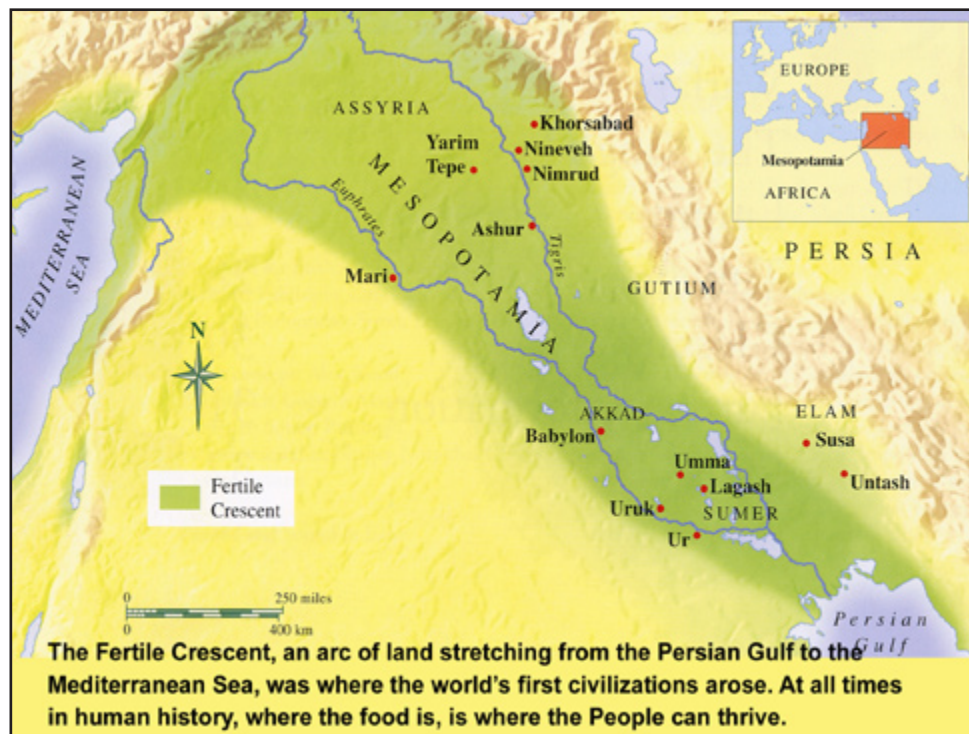 EUROPE
Mesopotamia
AFRICA
ASSYRIA
Khorsabad
Yarim
Tepe
Nineveh
Nimrud
MESOPOTAMIA
Euphrates
Tigris
Ashur
PERSIA
MEDITERRANEAN
SEA
Mari
GUTIUM
N
AKKAD
Babylon
ELAM
Susa
Umma
Untash
Lagash
Fertile
Crescent
Uruk
SUMER
Ur
0 250 miles
0 400 km
Persian
Gulf
The Fertile Crescent, an arc of land stretching from the Persian Gulf to the
Mediterranean Sea, was where the world’s first civilizations arose. At all times
in human history, where the food is, is where the People can thrive.